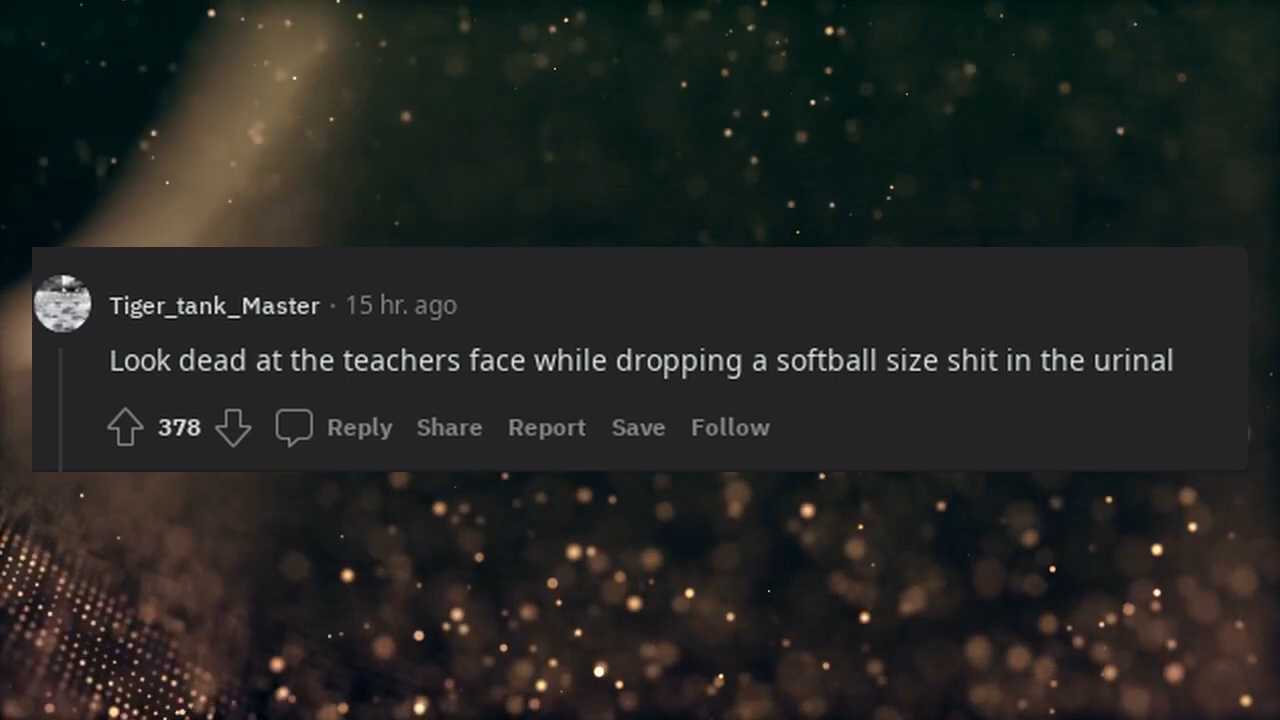 Tiger_tank_Master · 15 hr. ago
Look dead at the teachers face while dropping a softball size shit in the urinal
378 Reply Share Report Save Follow